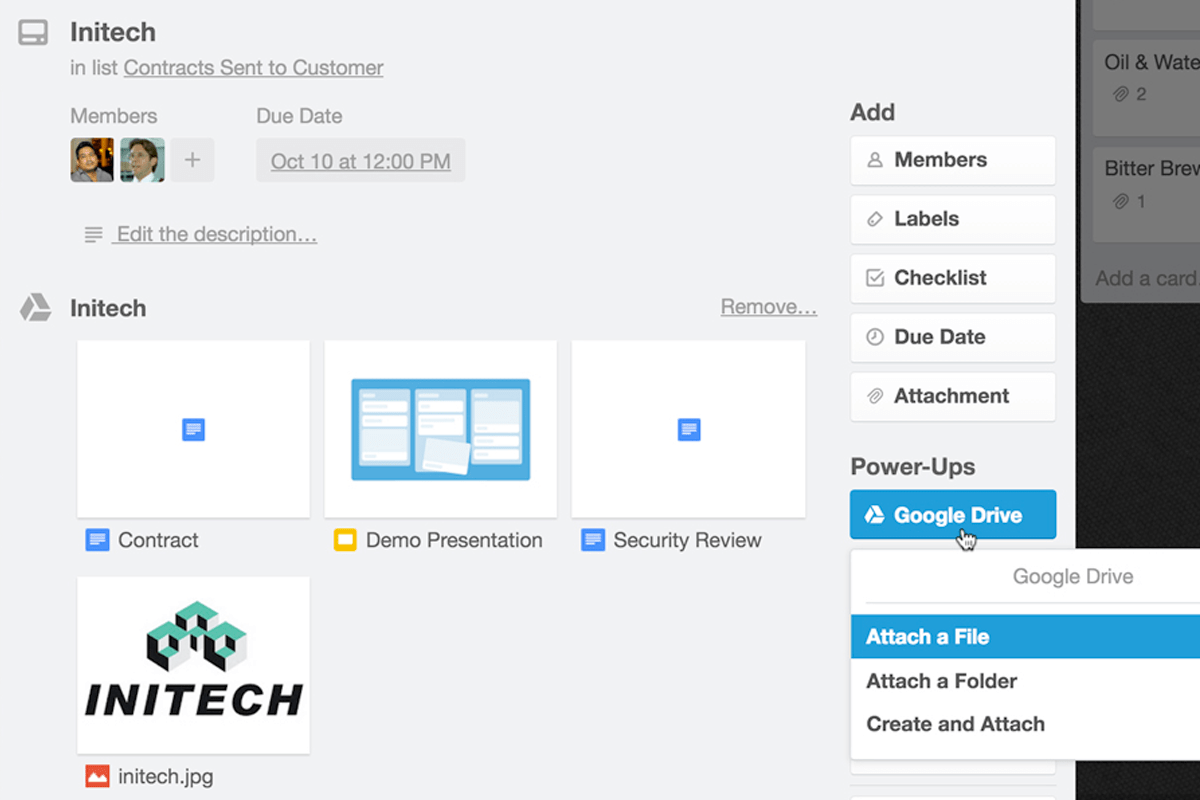 Initech
in list Contracts Sent to Customer
Members
Due Date
+
Oct 10 at 12:00 PM
Edit the description…
Initech
Remove…
Contract
Demo Presentation
Security Review
INITECH
initech.jpg
Add
Members
Labels
Checklist
Due Date
Attachment
Power-Ups
Google Drive
Google Drive
Attach a File
Attach a Folder
Create and Attach
Oil & Wate
2
Bitter Brew
1
Add a card.